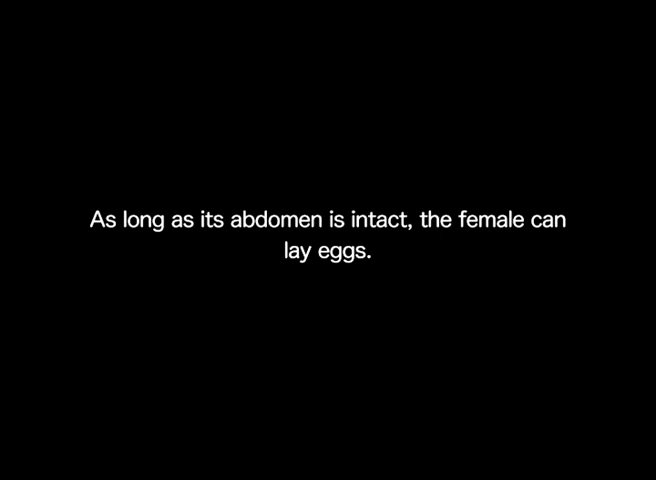 As long as its abdomen is intact, the female can
lay eggs.